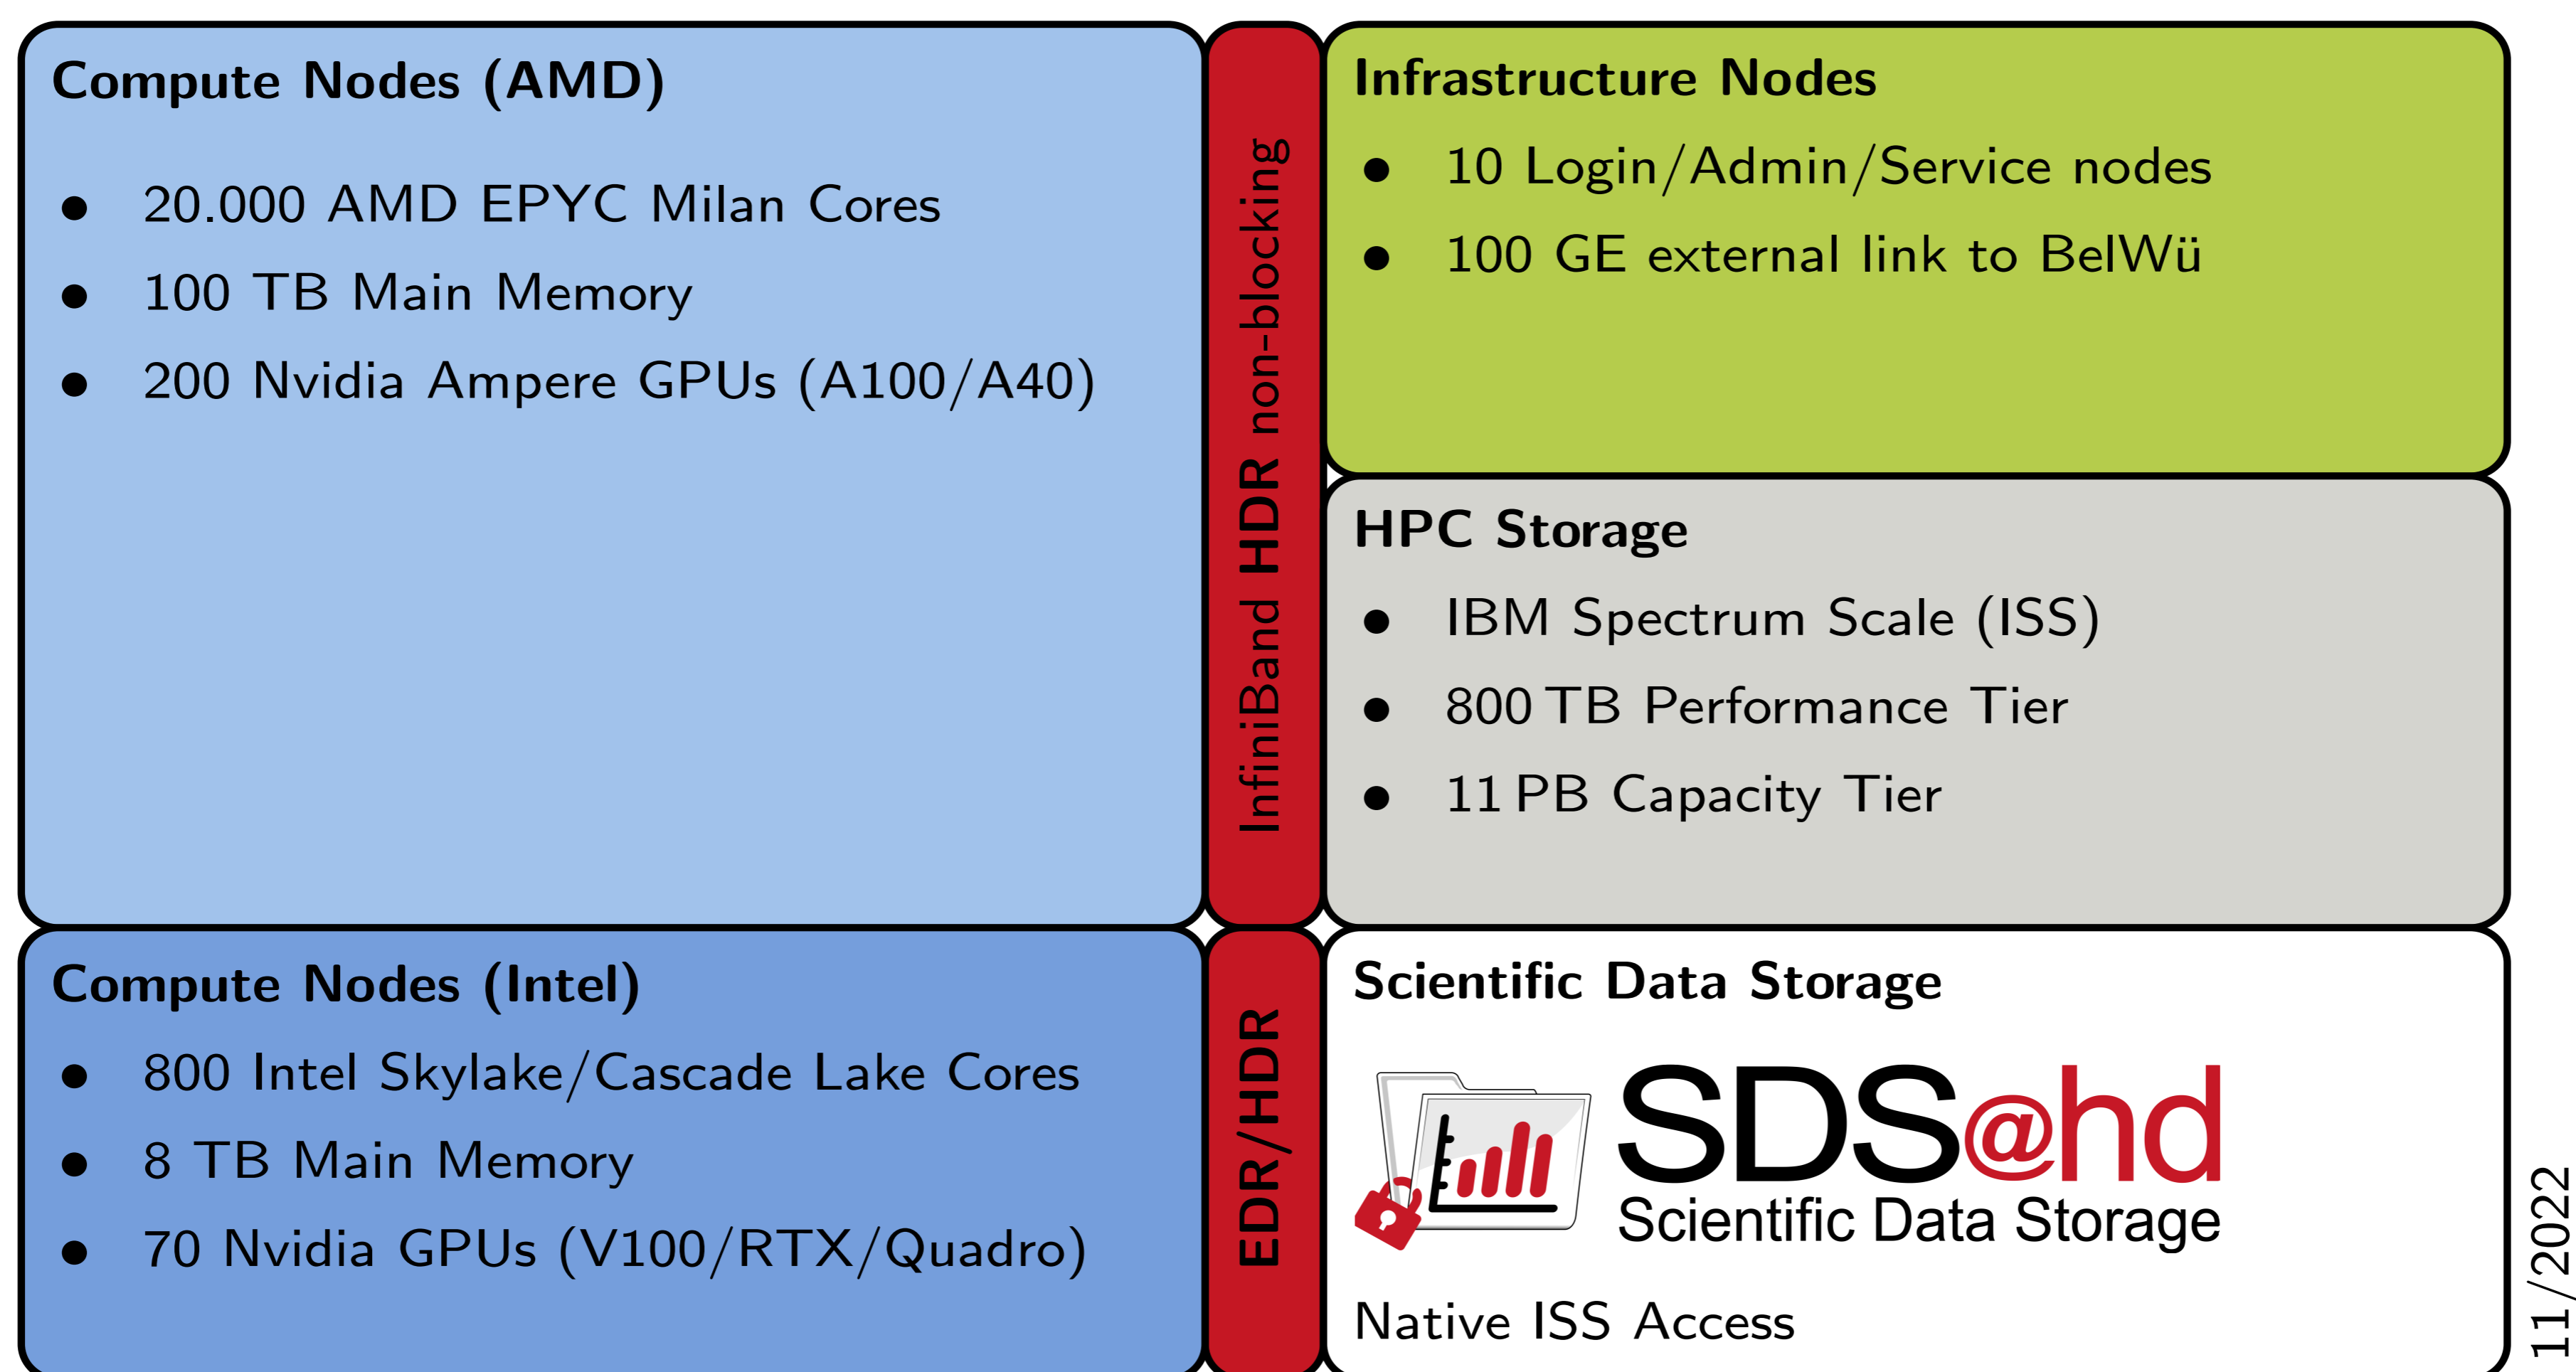 Compute Nodes (AMD)
● 20.000 AMD EPYC Milan Cores
● 100 TB Main Memory
● 200 Nvidia Ampere GPUs (A100/A40)
InfiniBand HDR non-blocking
Infrastructure Nodes
● 10 Login/Admin/Service nodes
● 100 GE external link to BelWü
HPC Storage
● IBM Spectrum Scale (ISS)
● 800 TB Performance Tier
● 11 PB Capacity Tier
Compute Nodes (Intel)
● 800 Intel Skylake/Cascade Lake Cores
● 8 TB Main Memory
● 70 Nvidia GPUs (V100/RTX/Quadro)
EDR/HDR
Scientific Data Storage
SDS@hd
Scientific Data Storage
Native ISS Access
11/2022